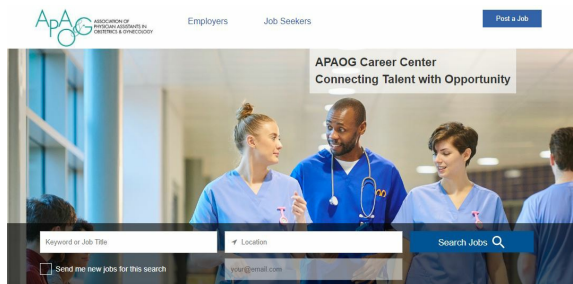 APAOG
ASSOCIATION OF
PHYSICIAN ASSISTANTS IN
OBSTETRICS & GYNECOLOGY
Employers
Job Seekers
Post a Job
APAOG Career Center
Connecting Talent with Opportunity
Keyword or Job Title
Location
Search Jobs
Send me new jobs for this search
your@email.com